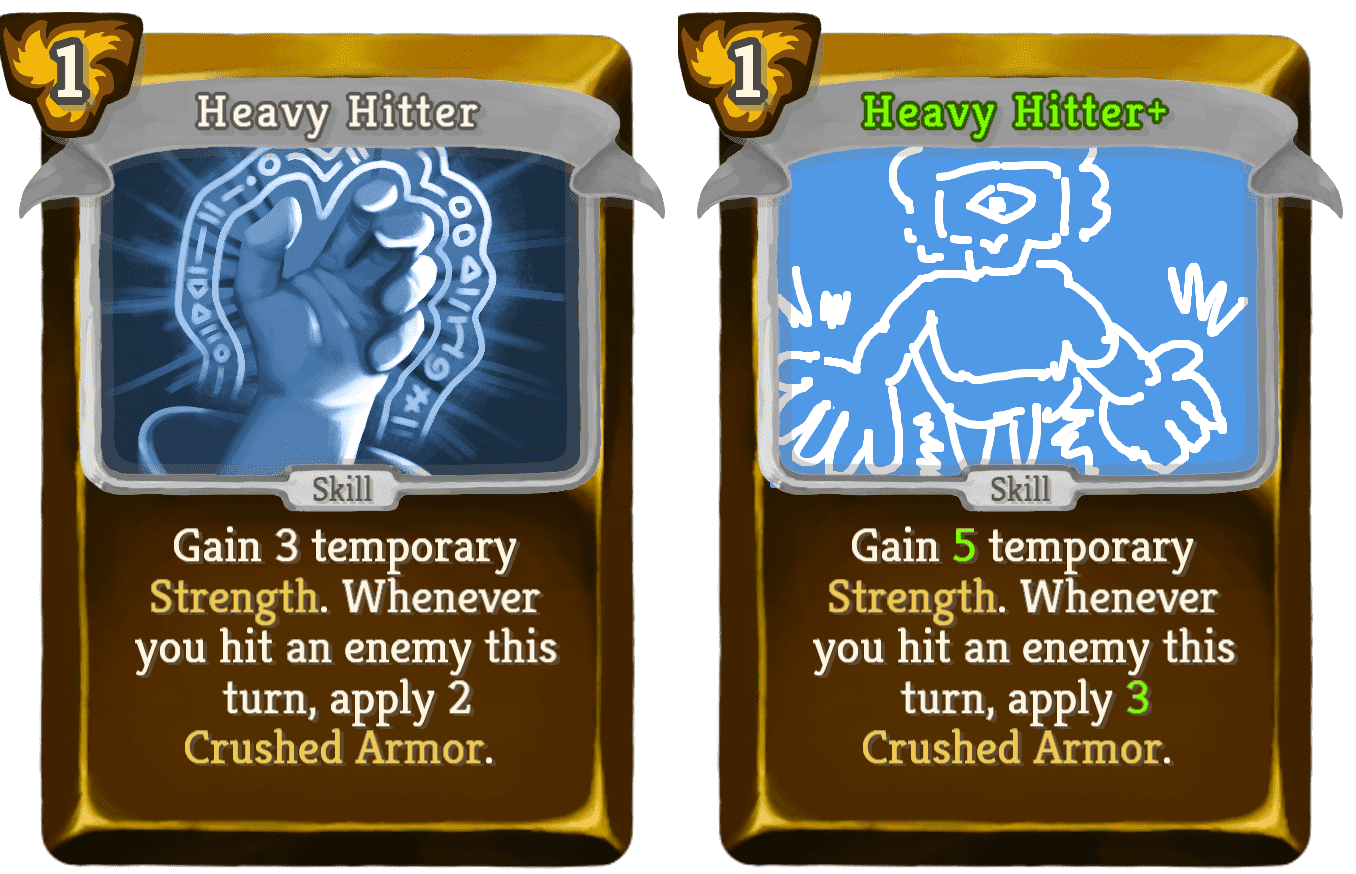 1
Heavy Hitter
Skill
Gain 3 temporary
Strength. Whenever
you hit an enemy this
turn, apply 2
Crushed Armor.
1
Heavy Hitter+
Skill
Gain 5 temporary
Strength. Whenever
you hit an enemy this
turn, apply 3
Crushed Armor.